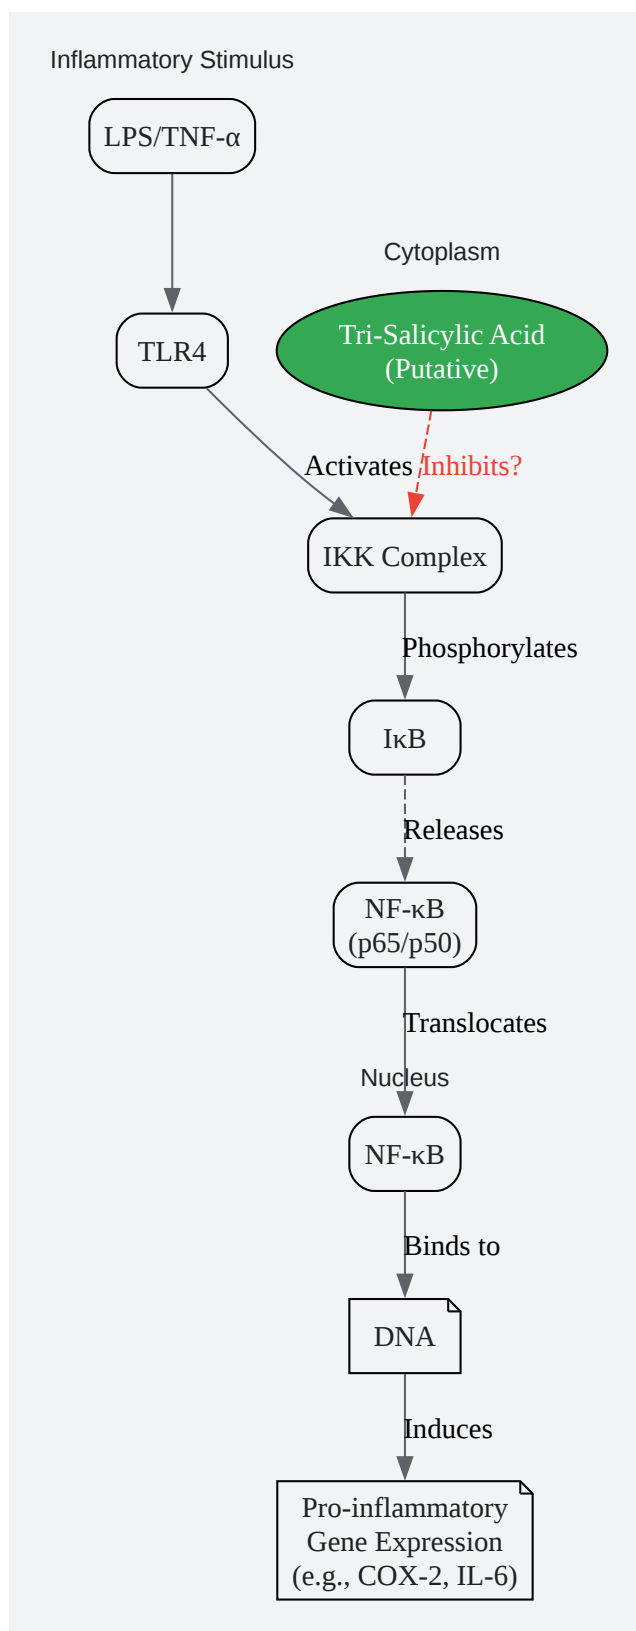 Inflammatory Stimulus
LPS/TNF-α
Cytoplasm
TLR4
Tri-Salicylic Acid
(Putative)
Activates
Inhibits?
IKK Complex
Phosphorylates
IκB
Releases
NF-κB
(p65/p50)
Translocates
Nucleus
NF-κB
Binds to
DNA
Induces
Pro-inflammatory
Gene Expression
(e.g., COX-2, IL-6)